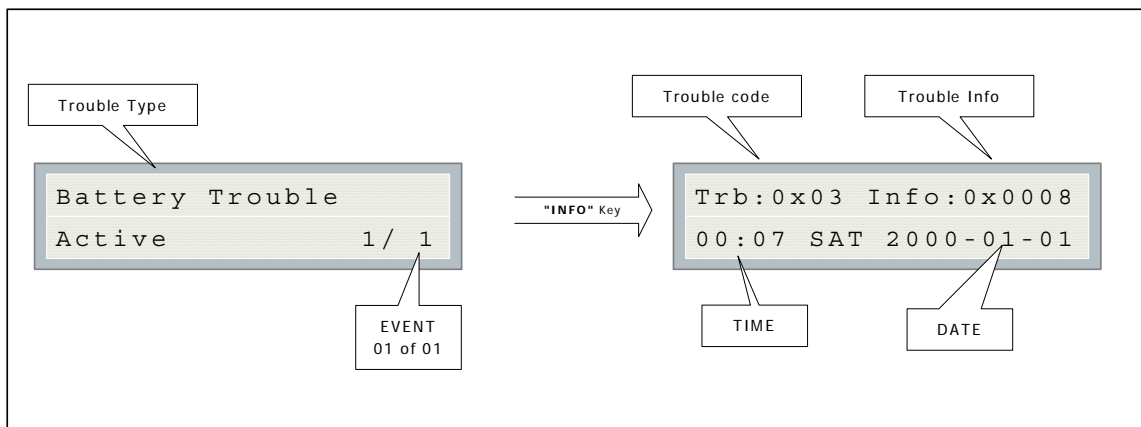 Trouble Type
Battery Trouble
Active 1/ 1
EVENT
01 of 01
"INFO" Key
Trouble code
Trouble Info
Trb:0x03 Info:0x0008
00:07 SAT 2000-01-01
TIME
DATE